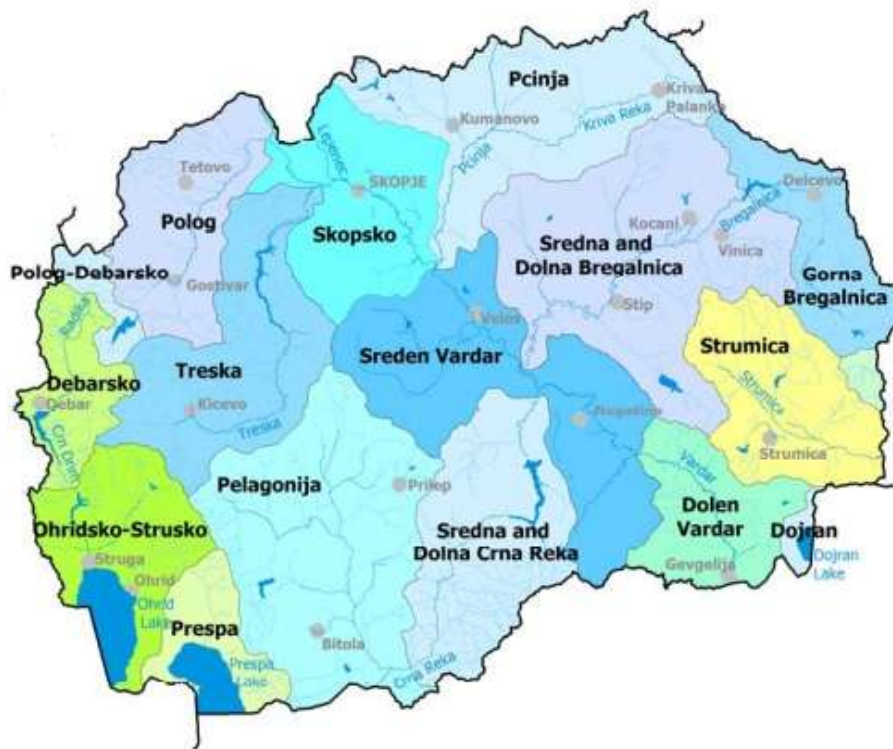 Pcinja
Kriva
Palanka
Kumanovo
Kriva Reka
Pcinja
Lepenec
Tetovo
SKOPJE
Delcevo
Polog
Skopsko
Kocani
Bregalnica
Vinica
Sredna and
Dolna Bregalnica
Polog-Debarsko
Gostivar
Gorna
Bregalnica
Radika
Veles
Stip
Sreden Vardar
Strumica
Treska
Debarsko
Debar
Kicevo
Treska
Negotino
Strumica
Strumica
Crn Drim
Vardar
Pelagonija
Prilep
Ohridsko-Strusko
Sredna and
Dolna Crna Reka
Dolen
Vardar
Dojran
Dojran
Lake
Struga
Ohrid
Ohrid
Lake
Gevgelija
Prespa
Bitola
Prespa
Lake
Crna Reka